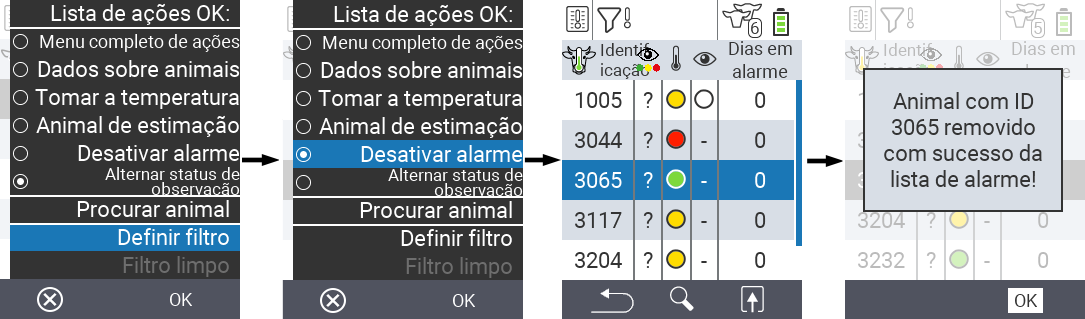 Lista de ações OK:
Menu completo de ações
Dados sobre animais
Tomar a temperatura
Animal de estimação
Desativar alarme
Alternar status de
observação
Procurar animal
Definir filtro
Filtro limpo
OK
Lista de ações OK:
Menu completo de ações
Dados sobre animais
Tomar a temperatura
Animal de estimação
Desativar alarme
Alternar status de
observação
Procurar animal
Definir filtro
Filtro limpo
OK
6
Identif
icação
Dias em
alarme
1005 ? 0
3044 ? - 0
3065 ? - 0
3117 ? - 0
3204 ? - 0
5
Identif
icação
Dias em
alarme
Animal com ID
3065 removido
com sucesso da
lista de alarme!
3204 ? - 0
3232 ? - 0
OK